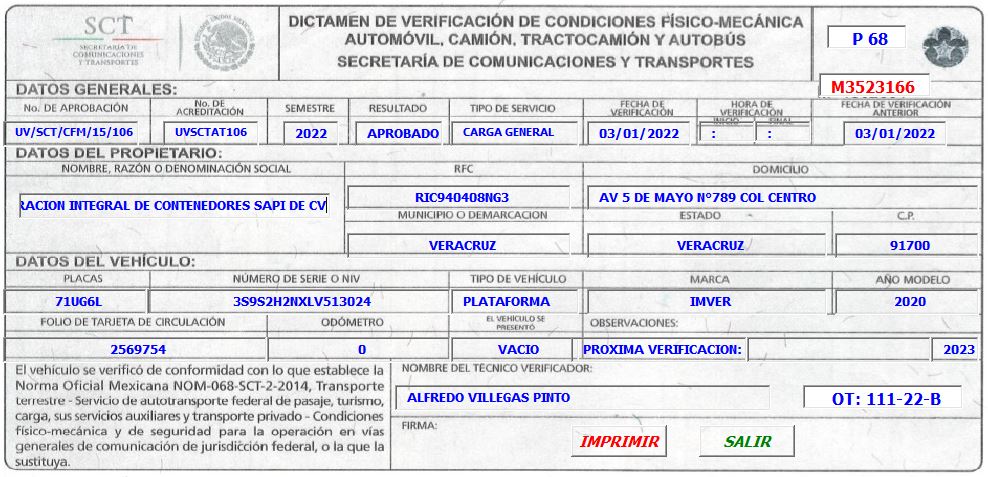 SCT
SECRETARÍA DE
COMUNICACIONES
Y TRANSPORTES
DICTAMEN DE VERIFICACIÓN DE CONDICIONES FÍSICO-MECÁNICA
AUTOMÓVIL, CAMIÓN, TRACTOCAMIÓN Y AUTOBÚS
SECRETARÍA DE COMUNICACIONES Y TRANSPORTES
P 68
M3523166
DATOS GENERALES:
No. DE APROBACIÓN
No. DE ACREDITACIÓN
SEMESTRE
RESULTADO
TIPO DE SERVICIO
FECHA DE VERIFICACIÓN
HORA DE VERIFICACIÓN
INICIO FINAL
FECHA DE VERIFICACIÓN ANTERIOR
UV/SCT/CFM/15/106 UVSCTAT106 2022 APROBADO CARGA GENERAL 03/01/2022 : : 03/01/2022
DATOS DEL PROPIETARIO:
NOMBRE, RAZÓN O DENOMINACIÓN SOCIAL RFC DOMICILIO
RACION INTEGRAL DE CONTENEDORES SAPI DE CV RIC940408NG3 AV 5 DE MAYO N°789 COL CENTRO
MUNICIPIO O DEMARCACION ESTADO C.P.
VERACRUZ VERACRUZ 91700
DATOS DEL VEHÍCULO:
PLACAS NÚMERO DE SERIE O NIV TIPO DE VEHÍCULO MARCA AÑO MODELO
71UG6L 3S9S2H2NXLV513024 PLATAFORMA IMVER 2020
FOLIO DE TARJETA DE CIRCULACIÓN ODÓMETRO EL VEHÍCULO SE PRESENTÓ OBSERVACIONES:
2569754 0 VACIO PROXIMA VERIFICACION: 2023
El vehículo se verificó de conformidad con lo que establece la
Norma Oficial Mexicana NOM-068-SCT-2-2014, Transporte
terrestre - Servicio de autotransporte federal de pasaje, turismo,
carga, sus servicios auxiliares y transporte privado - Condiciones
físico-mecánica y de seguridad para la operación en vías
generales de comunicación de jurisdicción federal, o la que la
sustituya.
NOMBRE DEL TÉCNICO VERIFICADOR:
ALFREDO VILLEGAS PINTO
OT: 111-22-B
FIRMA:
IMPRIMIR
SALIR